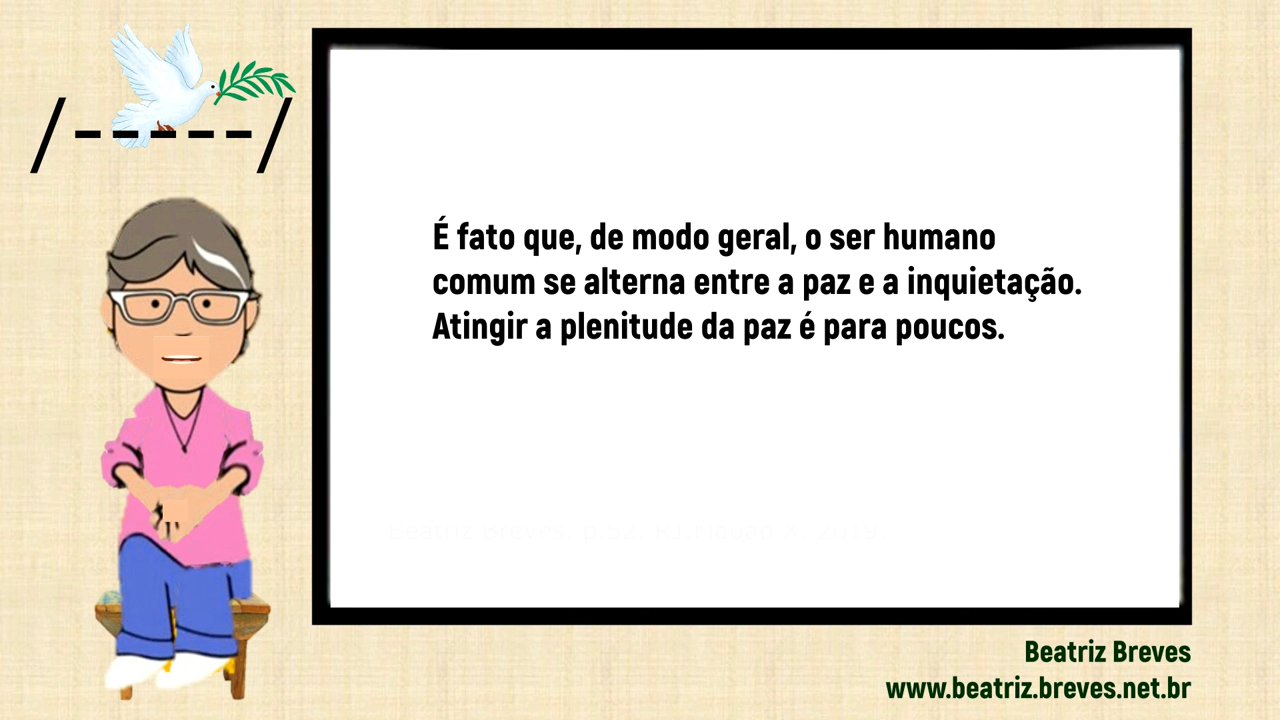 /-----/
É fato que, de modo geral, o ser humano
comum se alterna entre a paz e a inquietação.
Atingir a plenitude da paz é para poucos.
Beatriz Breves
www.beatriz.breves.net.br